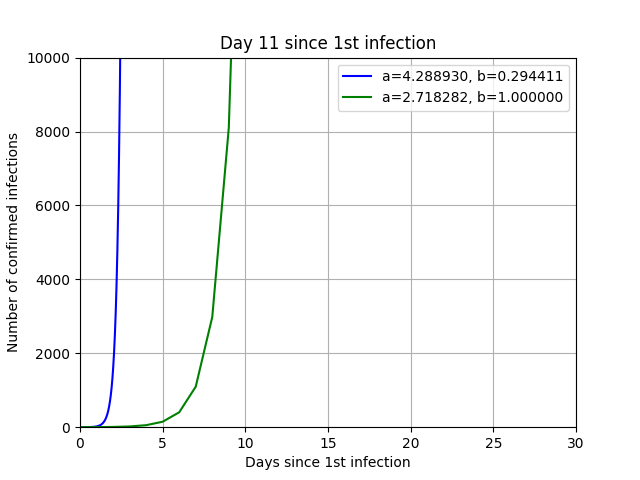 Day 11 since 1st infection
a=4.288930, b=0.294411
a=2.718282, b=1.000000
Number of confirmed infections
10000
8000
6000
4000
2000
0
0 5 10 15 20 25 30
Days since 1st infection